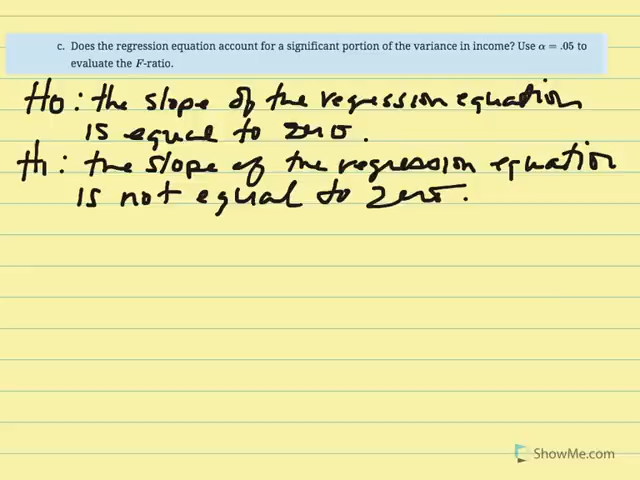 c. Does the regression equation account for a significant portion of the variance in income? Use α = .05 to
evaluate the F-ratio.
Ho : the slope of the regression equation
is equal to zero.
H1 : the slope of the regression equation
is not equal to zero.
ShowMe.com